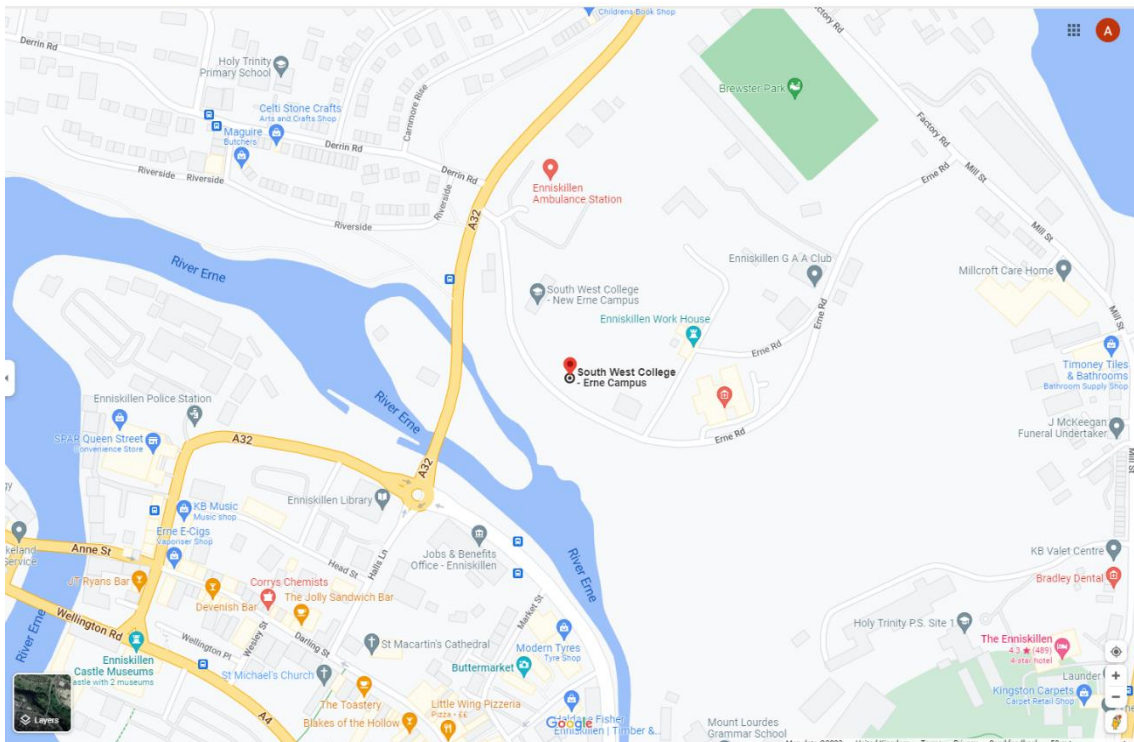 Childrens Book Shop
Derrin Rd
Holy Trinity
Primary School
Celti Stone Crafts
Arts and Crafts Shop
Maguire
Butchers
Cammore Rise
Derrin Rd
Derrin Rd
Riverside
Riverside
Riverside
Riverside
A32
Brewster Park
Factory Rd
Factory Rd
A
Enniskillen
Ambulance Station
Erne Rd
Mill St
Mill St
Mill St
River Erne
South West College
- New Erne Campus
Enniskillen G A A Club
Millcroft Care Home
Enniskillen Work House
Erne Rd
Erne Rd
South West College
- Erne Campus
Erne Rd
Timoney Tiles
& Bathrooms
Bathroom Supply Shop
J McKeegan
Funeral Undertaker
Mill St
Enniskillen Police Station
River Erne
SPAR Queen Street
Convenience Store
A32
A32
Enniskillen Library
KB Music
Music shop
Erne E-Cigs
Vaporiser Shop
Anne St
Head St
Halls Ln
Jobs & Benefits
Office - Enniskillen
River Erne
KB Valet Centre
Bradley Dental
JT Ryans Bar
Corrys Chemists
The Jolly Sandwich Bar
Devenish Bar
Wellington Rd
Wellington Pl
Wesley St
Darling St
Market St
River Erne
Enniskillen
Castle Museums
astle with 2 museums
St Michael's Church
St Macartin's Cathedral
Buttermarket
Modern Tyres
Tyre Shop
Holy Trinity P.S. Site 1
The Enniskillen
4.3 ★ (489)
4-star hotel
Launder
Kingston Carpets
Carpet Retail Shop
Layers
A4
The Toastery
Blakes of the Hollow
Little Wing Pizzeria
Pizza • ££
Google
Haldane Fisher
Enniskillen | Timber &...
Mount Lourdes
Grammar School